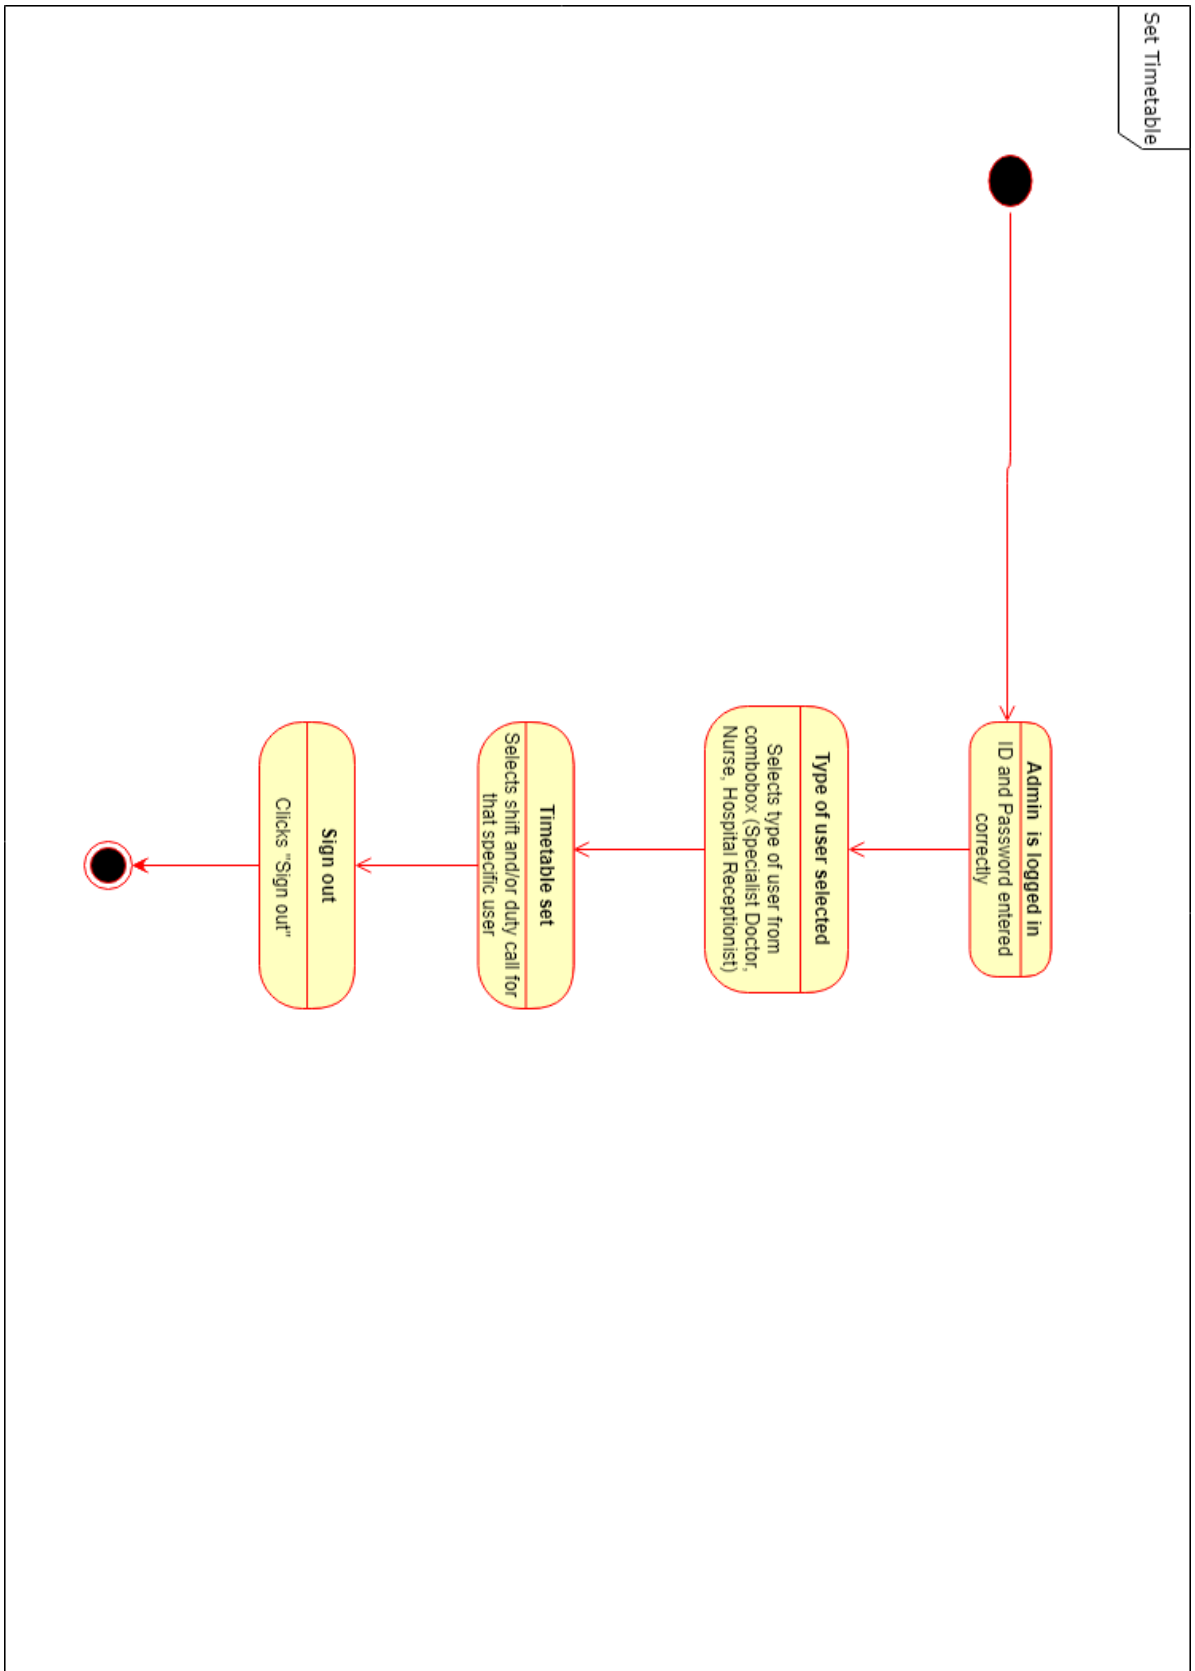 Set Timetable
Admin  is logged in
ID and Password entered
correctly
Type of user selected
Selects type of user from
combobox (Specialist Doctor,
Nurse, Hospital Receptionist)
Timetable set
Selects shift and/or duty call for
that specific user
Sign out
Clicks "Sign out"